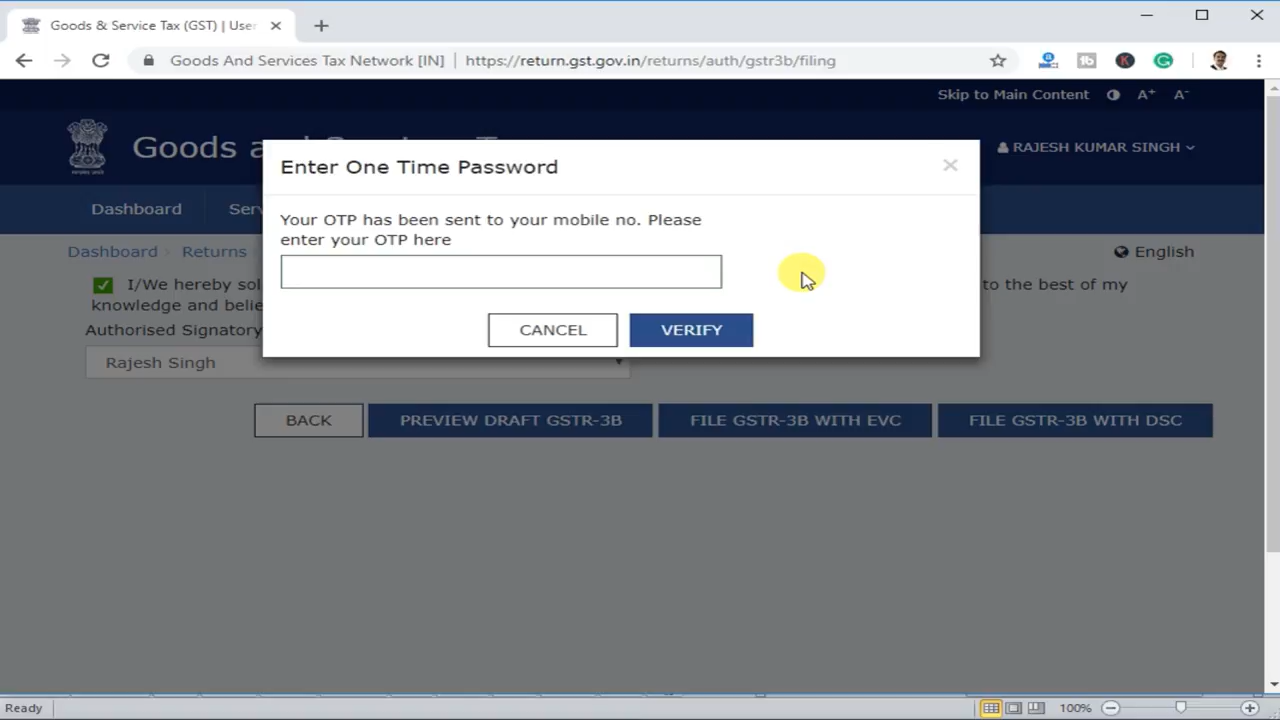 Goods & Service Tax (GST) | User
Goods And Services Tax Network [IN] | https://return.gst.gov.in/returns/auth/gstr3b/filing
Skip to Main Content A+ A-
Goods a
RAJESH KUMAR SINGH
Dashboard Serv
Dashboard Returns English
Enter One Time Password
Your OTP has been sent to your mobile no. Please
enter your OTP here
CANCEL VERIFY
I/We hereby sol to the best of my
knowledge and belie
Authorised Signatory
Rajesh Singh
BACK PREVIEW DRAFT GSTR-3B FILE GSTR-3B WITH EVC FILE GSTR-3B WITH DSC
Ready 100%